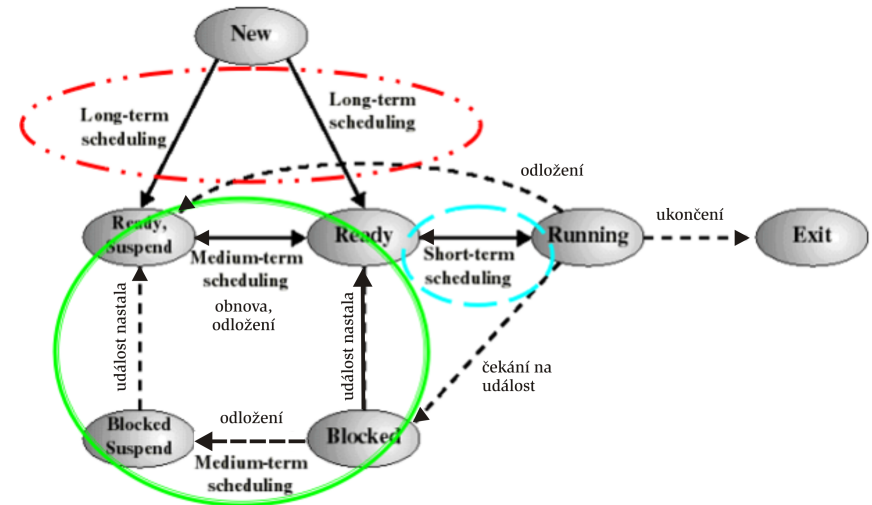 New
Long-term
scheduling
Long-term
scheduling
odložení
Ready,
Suspend
Medium-term
scheduling
obnova,
odložení
Ready
Short-term
scheduling
Running
ukončení
Exit
událost nastala
událost nastala
čekání na
událost
Blocked
Suspend
odložení
Medium-term
scheduling
Blocked